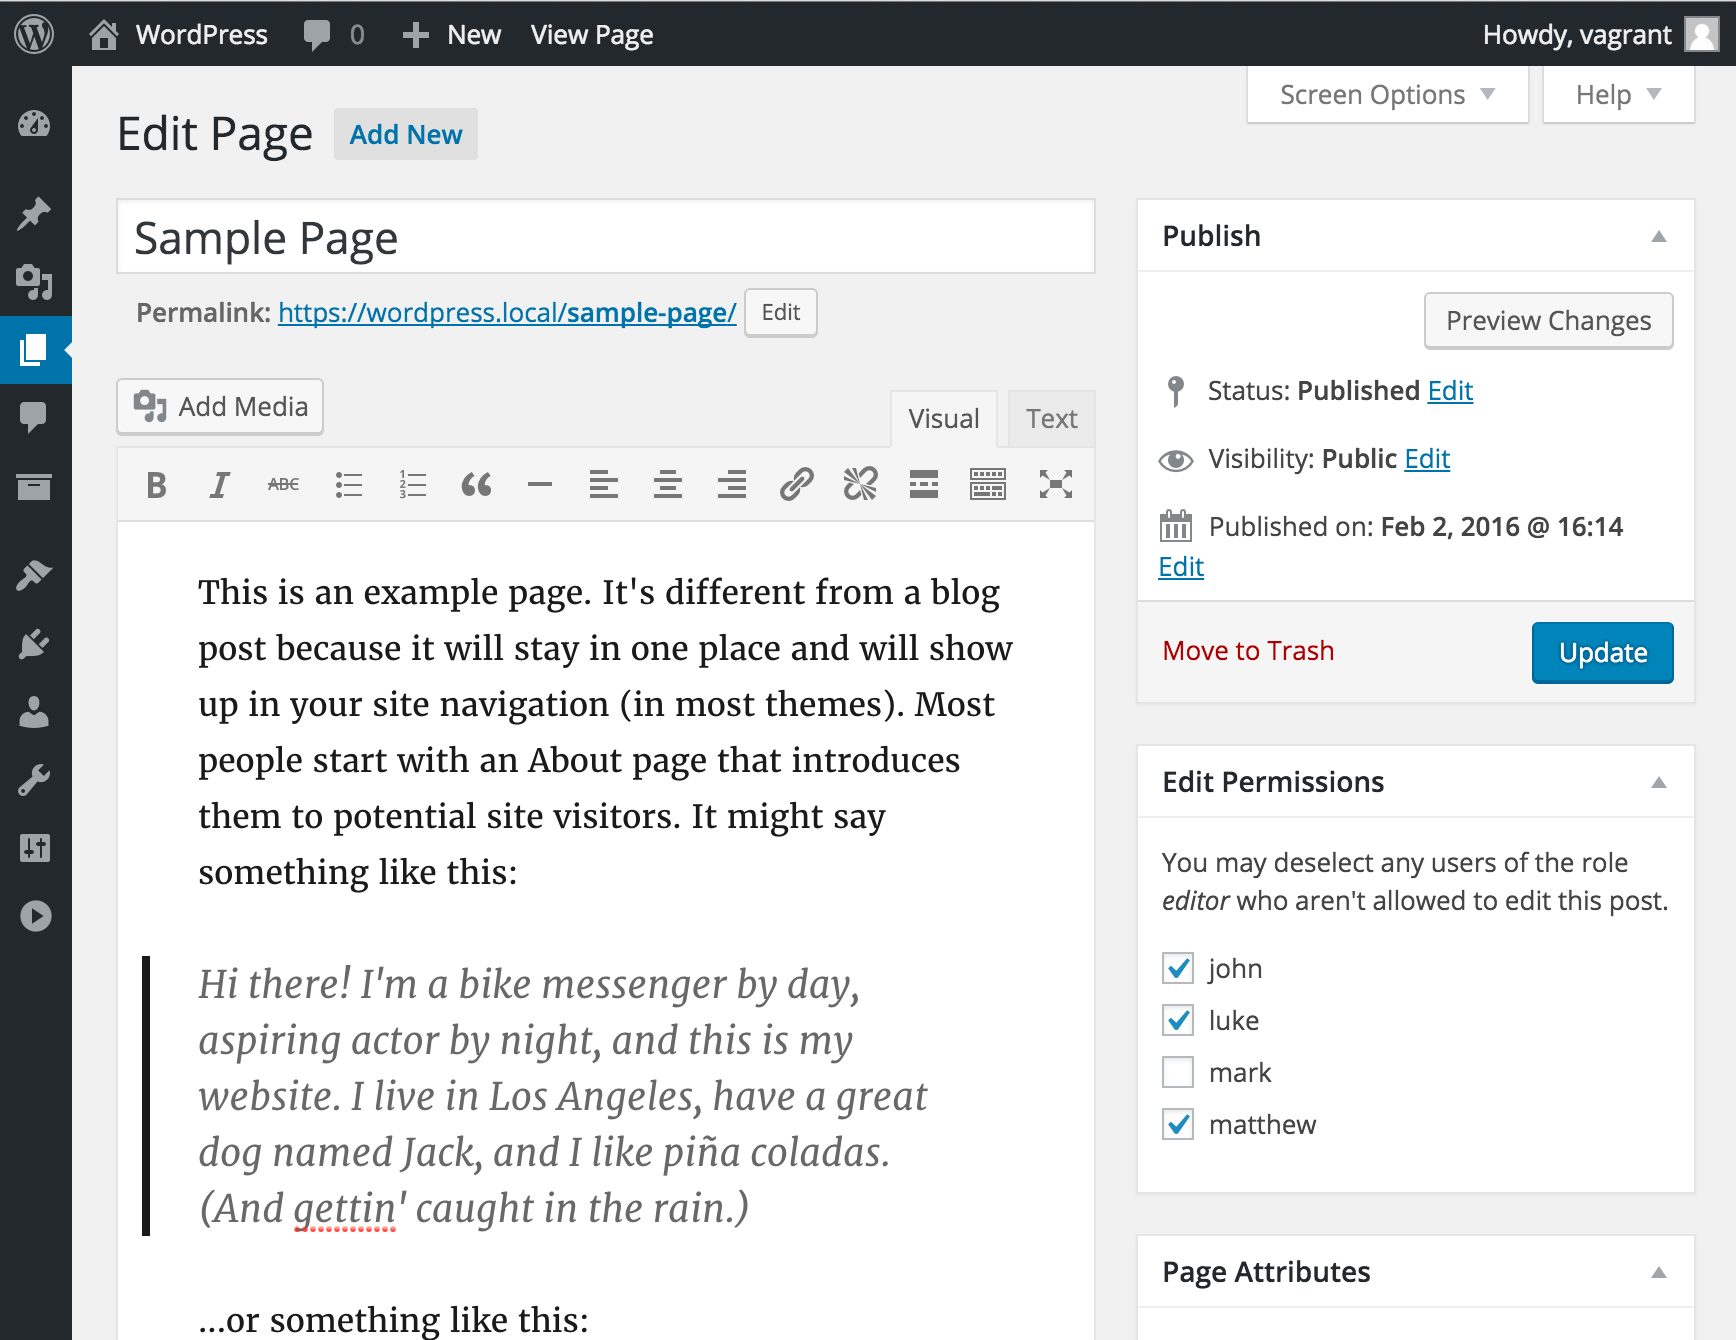 WordPress 0 New View Page Howdy, vagrant
Screen Options Help
Edit Page Add New
Sample Page
Permalink: https://wordpress.local/sample-page/ Edit
Add Media Visual Text
B I ABC 1 2 3
This is an example page. It's different from a blog
post because it will stay in one place and will show
up in your site navigation (in most themes). Most
people start with an About page that introduces
them to potential site visitors. It might say
something like this:
Hi there! I'm a bike messenger by day,
aspiring actor by night, and this is my
website. I live in Los Angeles, have a great
dog named Jack, and I like piña coladas.
(And gettin' caught in the rain.)
...or something like this:
Publish
Preview Changes
Status: Published Edit
Visibility: Public Edit
Published on: Feb 2, 2016 @ 16:14
Edit
Move to Trash Update
Edit Permissions
You may deselect any users of the role
editor who aren't allowed to edit this post.
john
luke
mark
matthew
Page Attributes